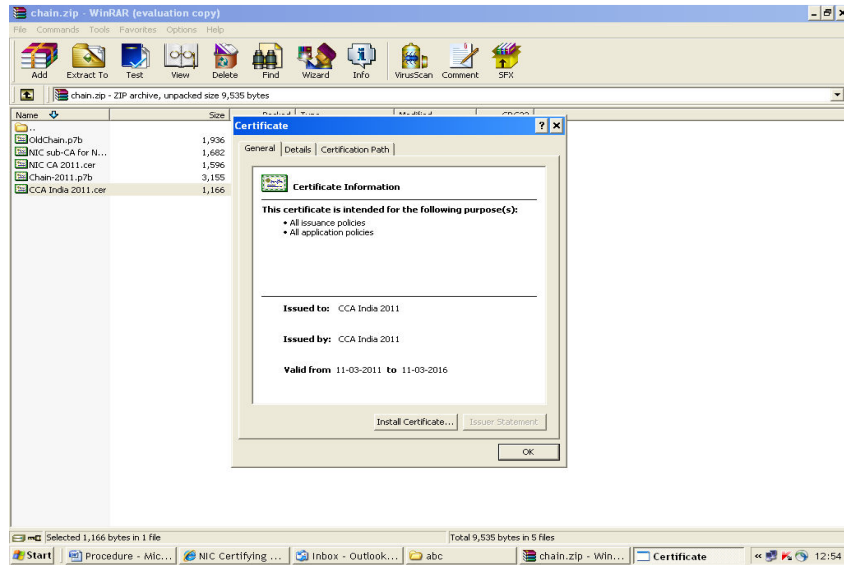 chain.zip - WinRAR (evaluation copy)
File Commands Tools Favorites Options Help
Add Extract To Test View Delete Find Wizard Info VirusScan Comment SFX
chain.zip - ZIP archive, unpacked size 9,535 bytes
Name Size
..
OldChain.p7b 1,936
NIC sub-CA for N... 1,682
NIC CA 2011.cer 1,596
Chain-2011.p7b 3,155
CCA India 2011.cer 1,166
Certificate
General Details Certification Path
Certificate Information
This certificate is intended for the following purpose(s):
• All issuance policies
• All application policies
Issued to: CCA India 2011
Issued by: CCA India 2011
Valid from 11-03-2011 to 11-03-2016
Install Certificate... Issuer Statement
OK
Selected 1,166 bytes in 1 file
Total 9,535 bytes in 5 files
Start Procedure - Mic... NIC Certifying ... Inbox - Outlook... abc chain.zip - Win... Certificate 12:54